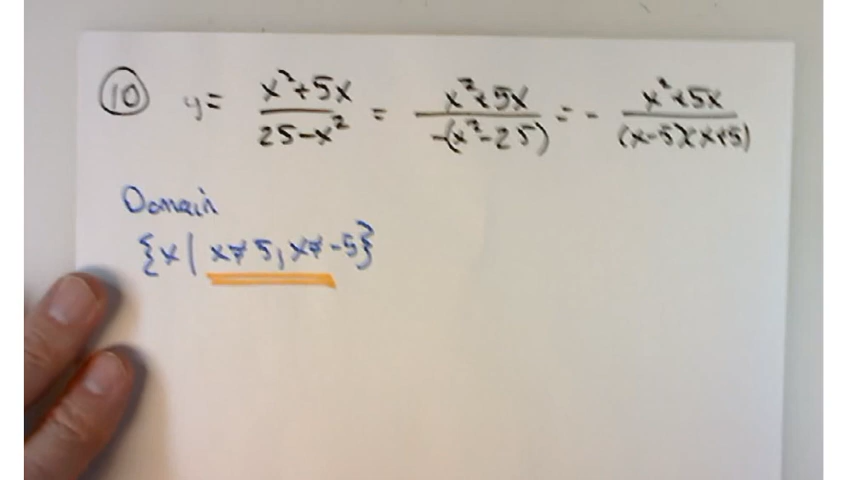 10 y = x²+5x / 25-x² = x²+5x / -(x²-25) = - x²+5x / (x-5)(x+5)
Domain
{x | x≠5, x≠-5}